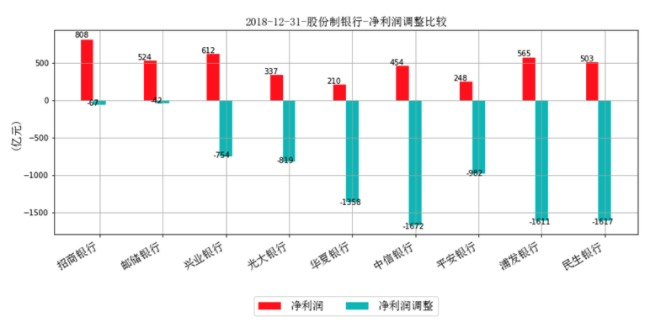 2018-12-31-股份制银行-净利润调整比较
808
524
612
337
210
454
248
565
503
-67
-42
-754
-819
-1358
-1672
-982
-1611
-1617
500
0
-500
-1000
-1500
(亿元)
招商银行
邮储银行
兴业银行
光大银行
华夏银行
中信银行
平安银行
浦发银行
民生银行
净利润
净利润调整